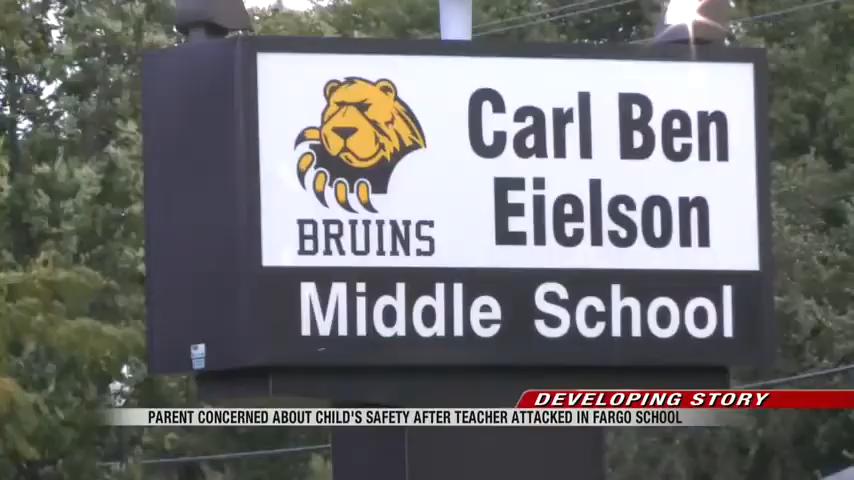 Carl Ben
Eielson
BRUINS
Middle School
DEVELOPING STORY
PARENT CONCERNED ABOUT CHILD'S SAFETY AFTER TEACHER ATTACKED IN FARGO SCHOOL